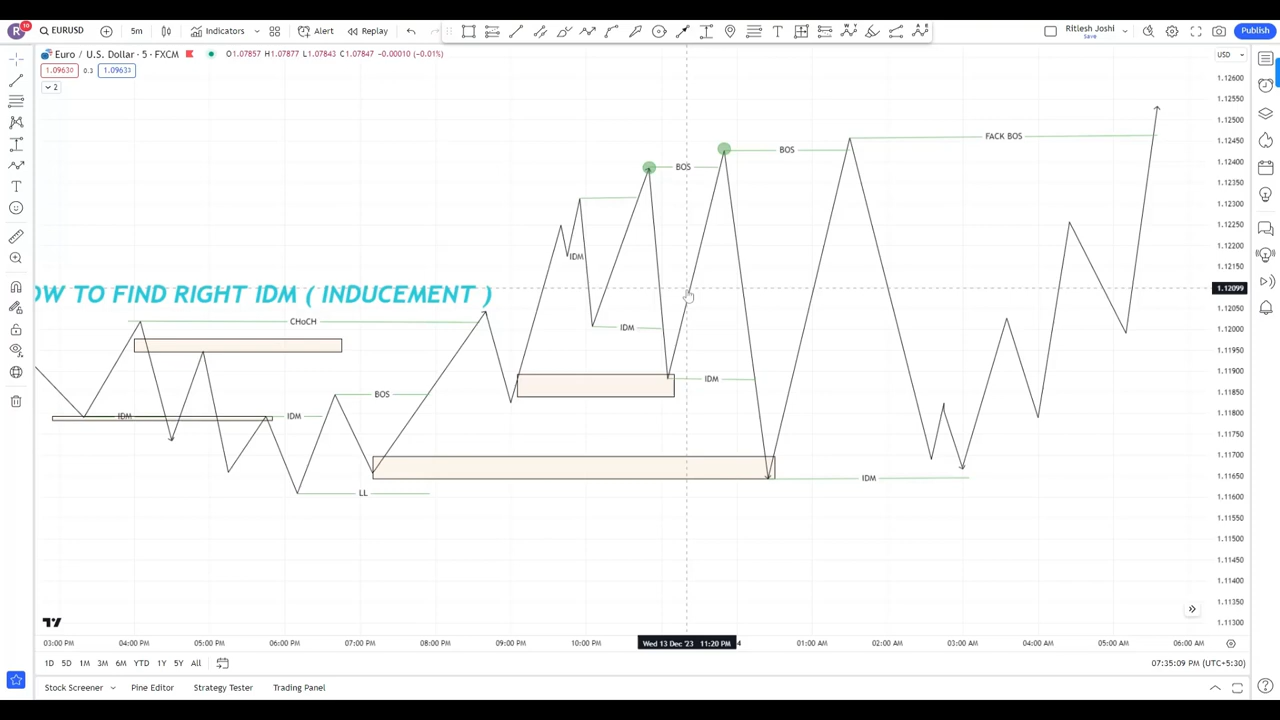 R 10 EURUSD 5m Indicators Alert Replay Ritlesh Joshi Save Publish
Euro / U.S. Dollar · 5 · FXCM O1.07857 H1.07877 L1.07843 C1.07847 -0.00010 (-0.01%) USD
1.09630 0.3 1.09633
2
1.12600
1.12550
1.12500
FACK BOS
1.12450
BOS
BOS
1.12400
1.12350
1.12300
1.12250
1.12200
IDM
1.12150
OW TO FIND RIGHT IDM ( INDUCEMENT )
1.12099
1.12050
CHoCH
IDM
1.12000
1.11950
1.11900
IDM
1.11850
BOS
1.11800
IDM
IDM
1.11750
1.11700
1.11650
IDM
LL
1.11600
1.11550
1.11500
1.11450
1.11400
1.11350
1.11300
03:00 PM 04:00 PM 05:00 PM 06:00 PM 07:00 PM 08:00 PM 09:00 PM 10:00 PM Wed 13 Dec '23 11:20 PM 4 01:00 AM 02:00 AM 03:00 AM 04:00 AM 05:00 AM 06:00 AM
1D 5D 1M 3M 6M YTD 1Y 5Y All 07:35:09 PM (UTC+5:30)
Stock Screener Pine Editor Strategy Tester Trading Panel